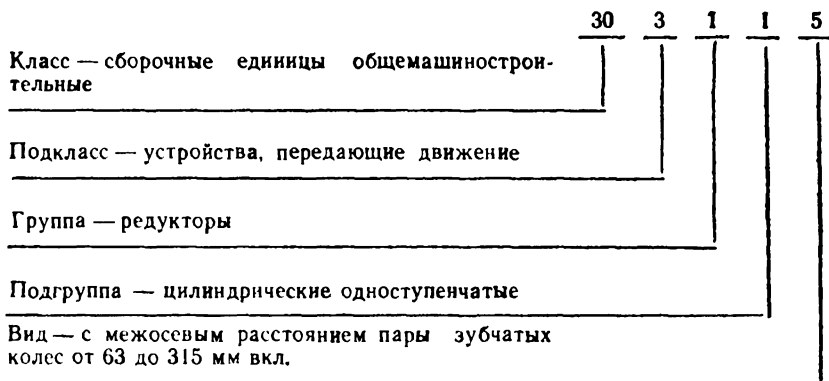 30 3 1 1 5
Класс — сборочные единицы общемашинострои-
тельные
Подкласс — устройства, передающие движение
Группа — редукторы
Подгруппа — цилиндрические одноступенчатые
Вид — с межосевым расстоянием пары зубчатых
колес от 63 до 315 мм вкл.